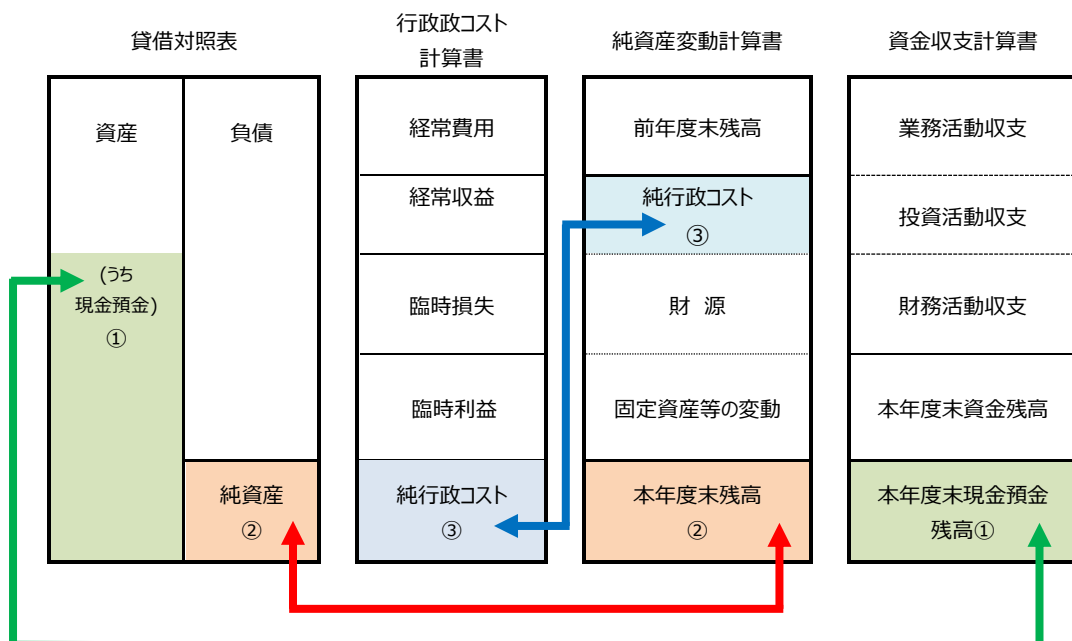 貸借対照表
資産
負債
(うち
現金預金)
①
純資産
②
行政政コスト
計算書
経常費用
経常収益
臨時損失
臨時利益
純行政コスト
③
純資産変動計算書
前年度末残高
純行政コスト
③
財 源
固定資産等の変動
本年度末残高
②
資金収支計算書
業務活動収支
投資活動収支
財務活動収支
本年度末資金残高
本年度末現金預金
残高①